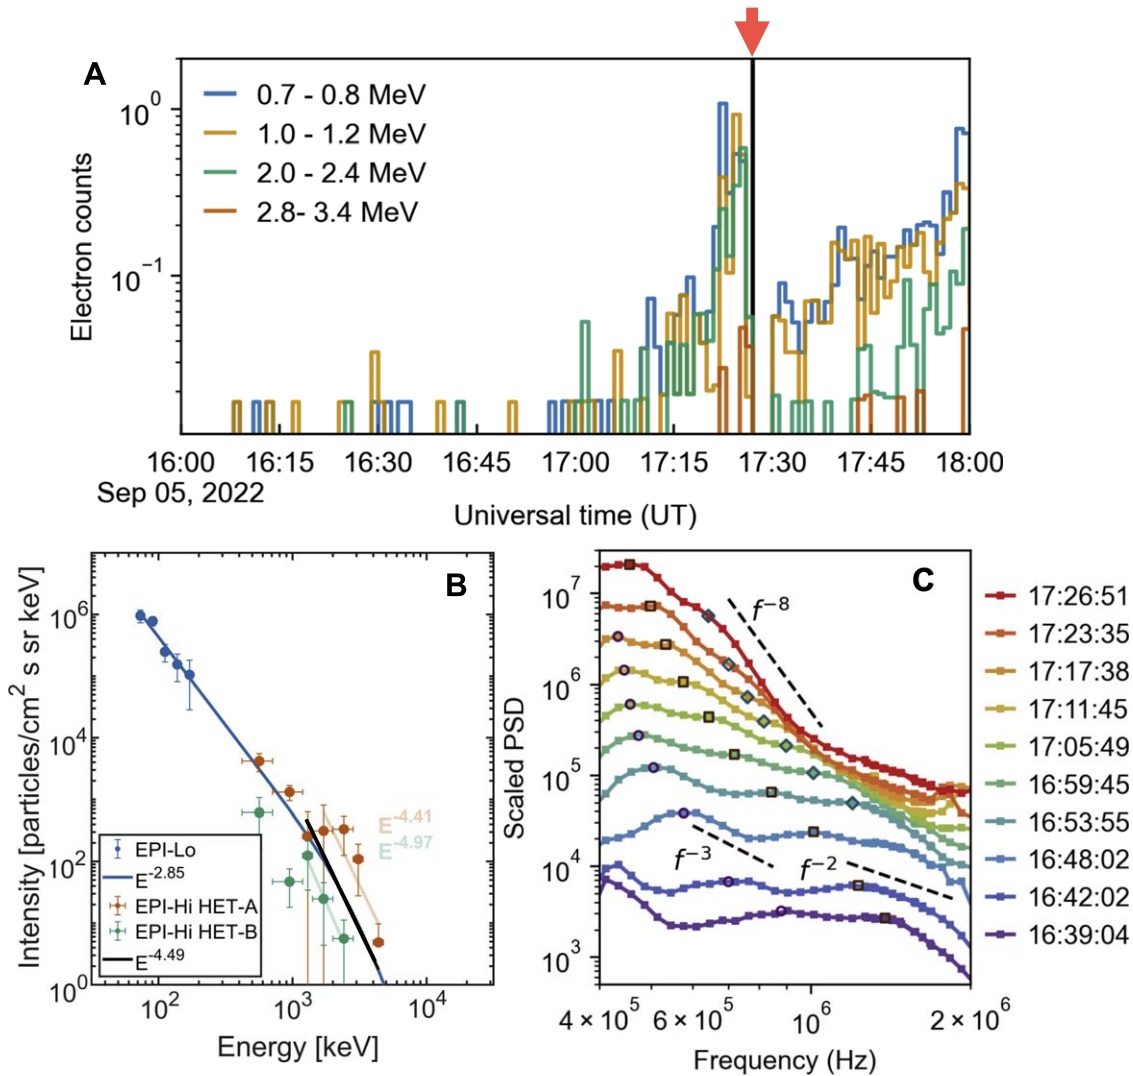 A
0.7 - 0.8 MeV
1.0 - 1.2 MeV
2.0 - 2.4 MeV
2.8- 3.4 MeV
10^0
10^-1
Electron counts
16:00 16:15 16:30 16:45 17:00 17:15 17:30 17:45 18:00
Sep 05, 2022
Universal time (UT)
B
10^6
10^4
10^2
10^0
Intensity [particles/cm^2 s sr keV]
E^-4.41
E^-4.97
EPI-Lo
E^-2.85
EPI-Hi HET-A
EPI-Hi HET-B
E^-4.49
10^2 10^3 10^4
Energy [keV]
C
10^7
10^6
10^5
10^4
10^3
Scaled PSD
f^-8
f^-3
f^-2
4 × 10^5 6 × 10^5 10^6 2 × 10^6
Frequency (Hz)
17:26:51
17:23:35
17:17:38
17:11:45
17:05:49
16:59:45
16:53:55
16:48:02
16:42:02
16:39:04